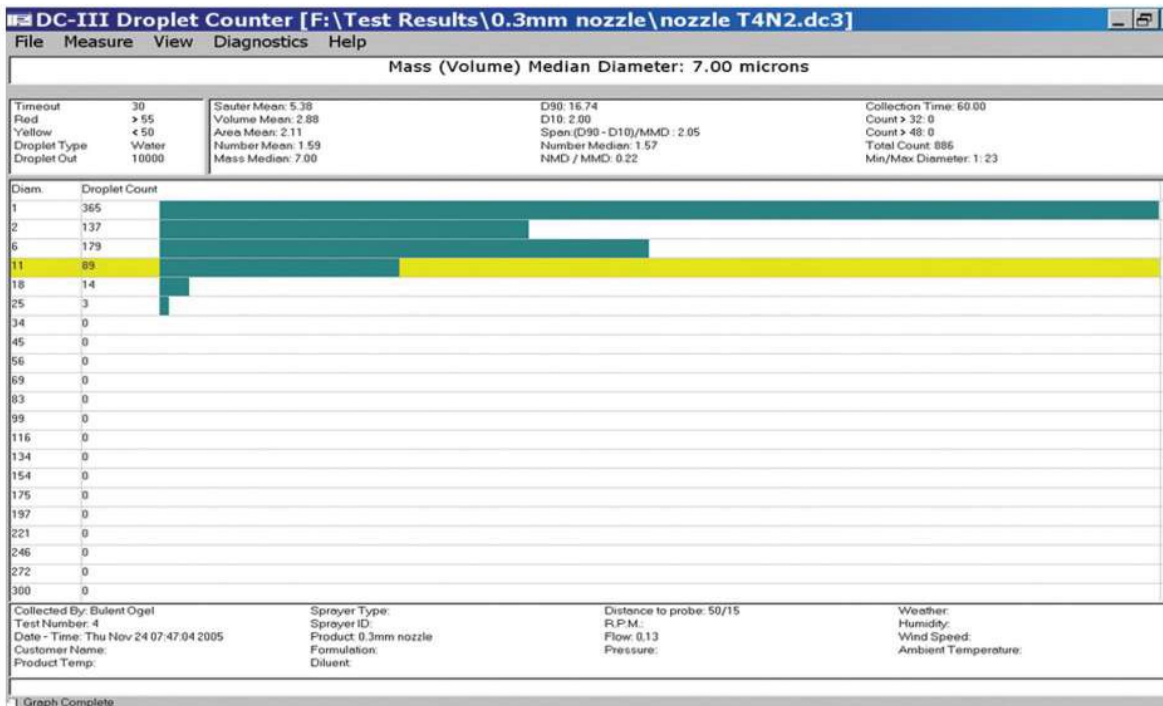 DC-III Droplet Counter [F:\Test Results\0.3mm nozzle\nozzle T4N2.dc3]
File Measure View Diagnostics Help
Mass (Volume) Median Diameter: 7.00 microns
Timeout 30
Red > 55
Yellow < 50
Droplet Type Water
Droplet Out 10000
Sauter Mean: 5.38
Volume Mean: 2.88
Area Mean: 2.11
Number Mean: 1.59
Mass Median: 7.00
D90: 16.74
D10: 2.00
Span:(D90 - D10)/MMD : 2.05
Number Median: 1.57
NMD / MMD: 0.22
Collection Time: 60.00
Count > 32: 0
Count > 48: 0
Total Count: 886
Min/Max Diameter: 1: 23
Diam. Droplet Count
1 365
2 137
6 179
11 89
18 14
25 3
34 0
45 0
56 0
69 0
83 0
99 0
116 0
134 0
154 0
175 0
197 0
221 0
246 0
272 0
300 0
Collected By: Bulent Ogel
Test Number: 4
Date - Time: Thu Nov 24 07:47:04 2005
Customer Name:
Product Temp:
Sprayer Type:
Sprayer ID:
Product: 0.3mm nozzle
Formulation:
Diluent:
Distance to probe: 50/15
R.P.M.:
Flow: 0,13
Pressure:
Weather:
Humidity:
Wind Speed:
Ambient Temperature:
Graph Complete